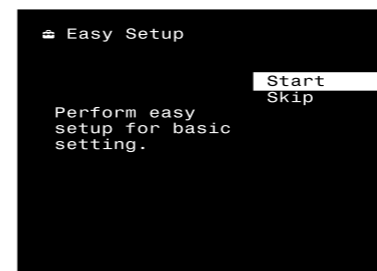 Easy Setup
Start
Skip
Perform easy
setup for basic
setting.